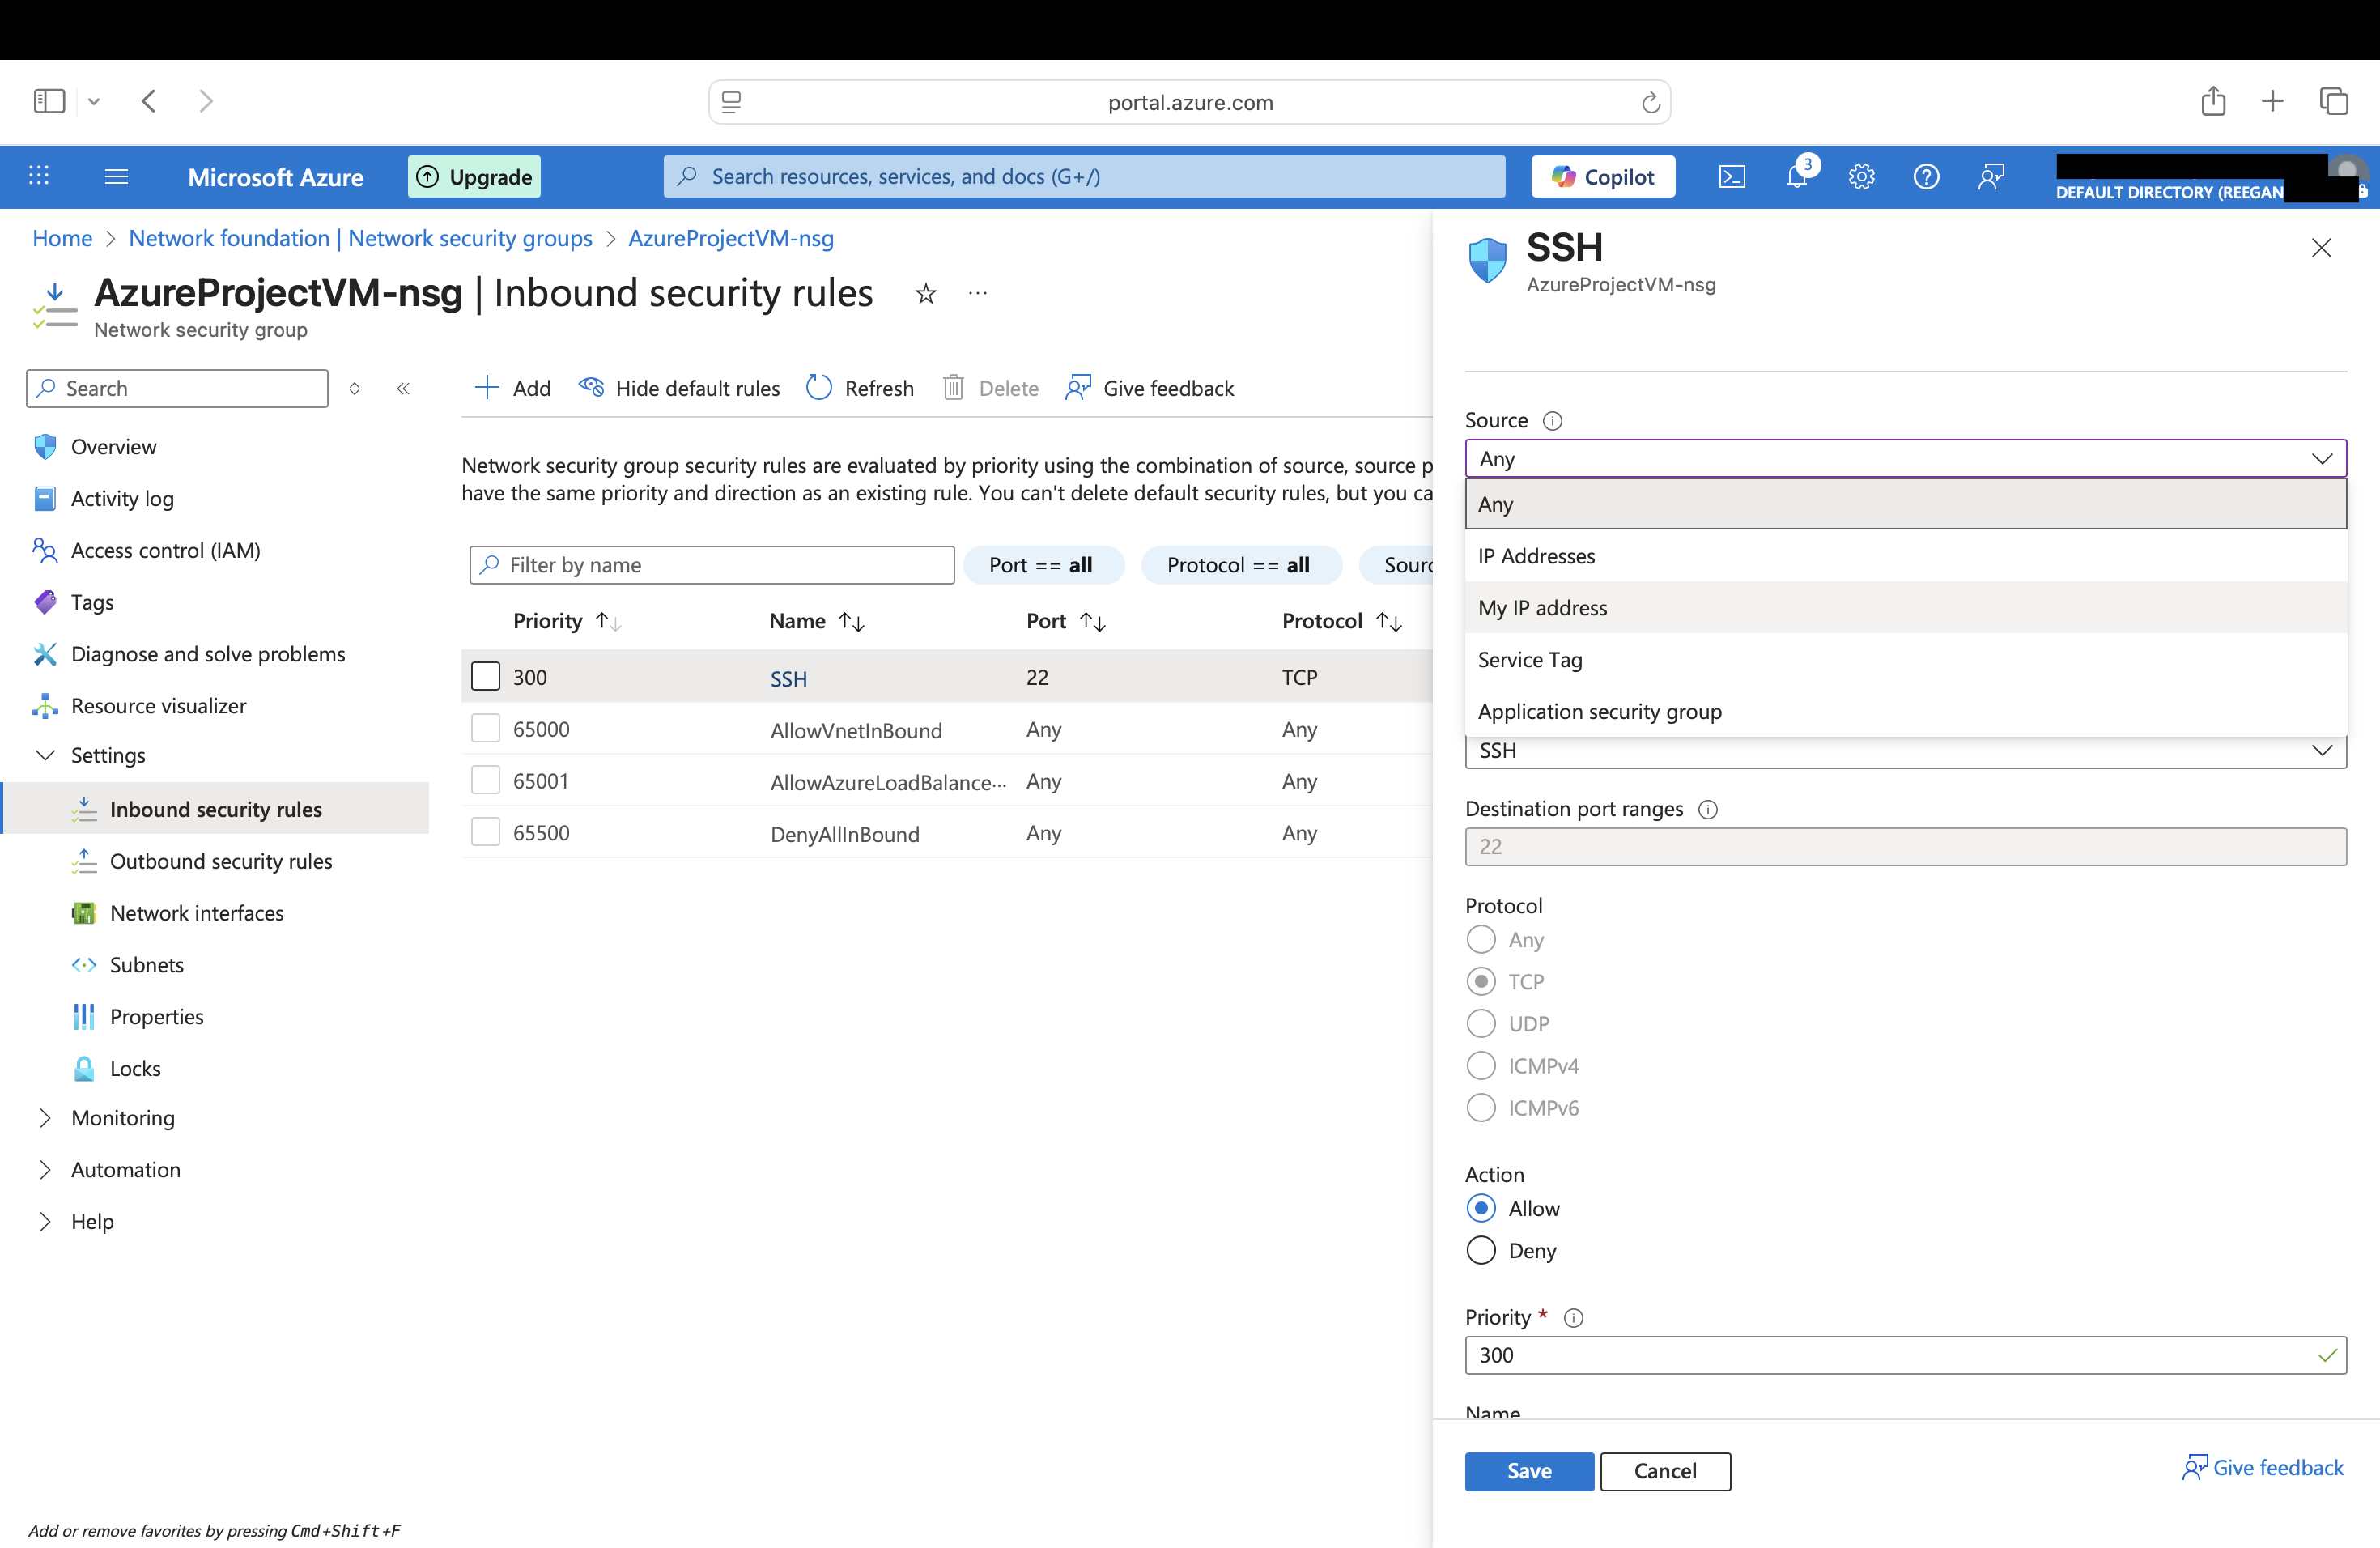 portal.azure.com
Microsoft Azure
Upgrade
Search resources, services, and docs (G+/)
Copilot
3
DEFAULT DIRECTORY (REEGAN
Home > Network foundation | Network security groups > AzureProjectVM-nsg
AzureProjectVM-nsg | Inbound security rules
Network security group
Search
Overview
Activity log
Access control (IAM)
Tags
Diagnose and solve problems
Resource visualizer
Settings
Inbound security rules
Outbound security rules
Network interfaces
Subnets
Properties
Locks
Monitoring
Automation
Help
Add or remove favorites by pressing Cmd+Shift+F
Add Hide default rules Refresh Delete Give feedback
Network security group security rules are evaluated by priority using the combination of source, source p
have the same priority and direction as an existing rule. You can't delete default security rules, but you ca
Filter by name Port == all Protocol == all Sourc
Priority Name Port Protocol
300 SSH 22 TCP
65000 AllowVnetInBound Any Any
65001 AllowAzureLoadBalance... Any Any
65500 DenyAllInBound Any Any
SSH
AzureProjectVM-nsg
Source
Any
Any
IP Addresses
My IP address
Service Tag
Application security group
SSH
Destination port ranges
22
Protocol
Any
TCP
UDP
ICMPv4
ICMPv6
Action
Allow
Deny
Priority *
300
Name
Save Cancel
Give feedback